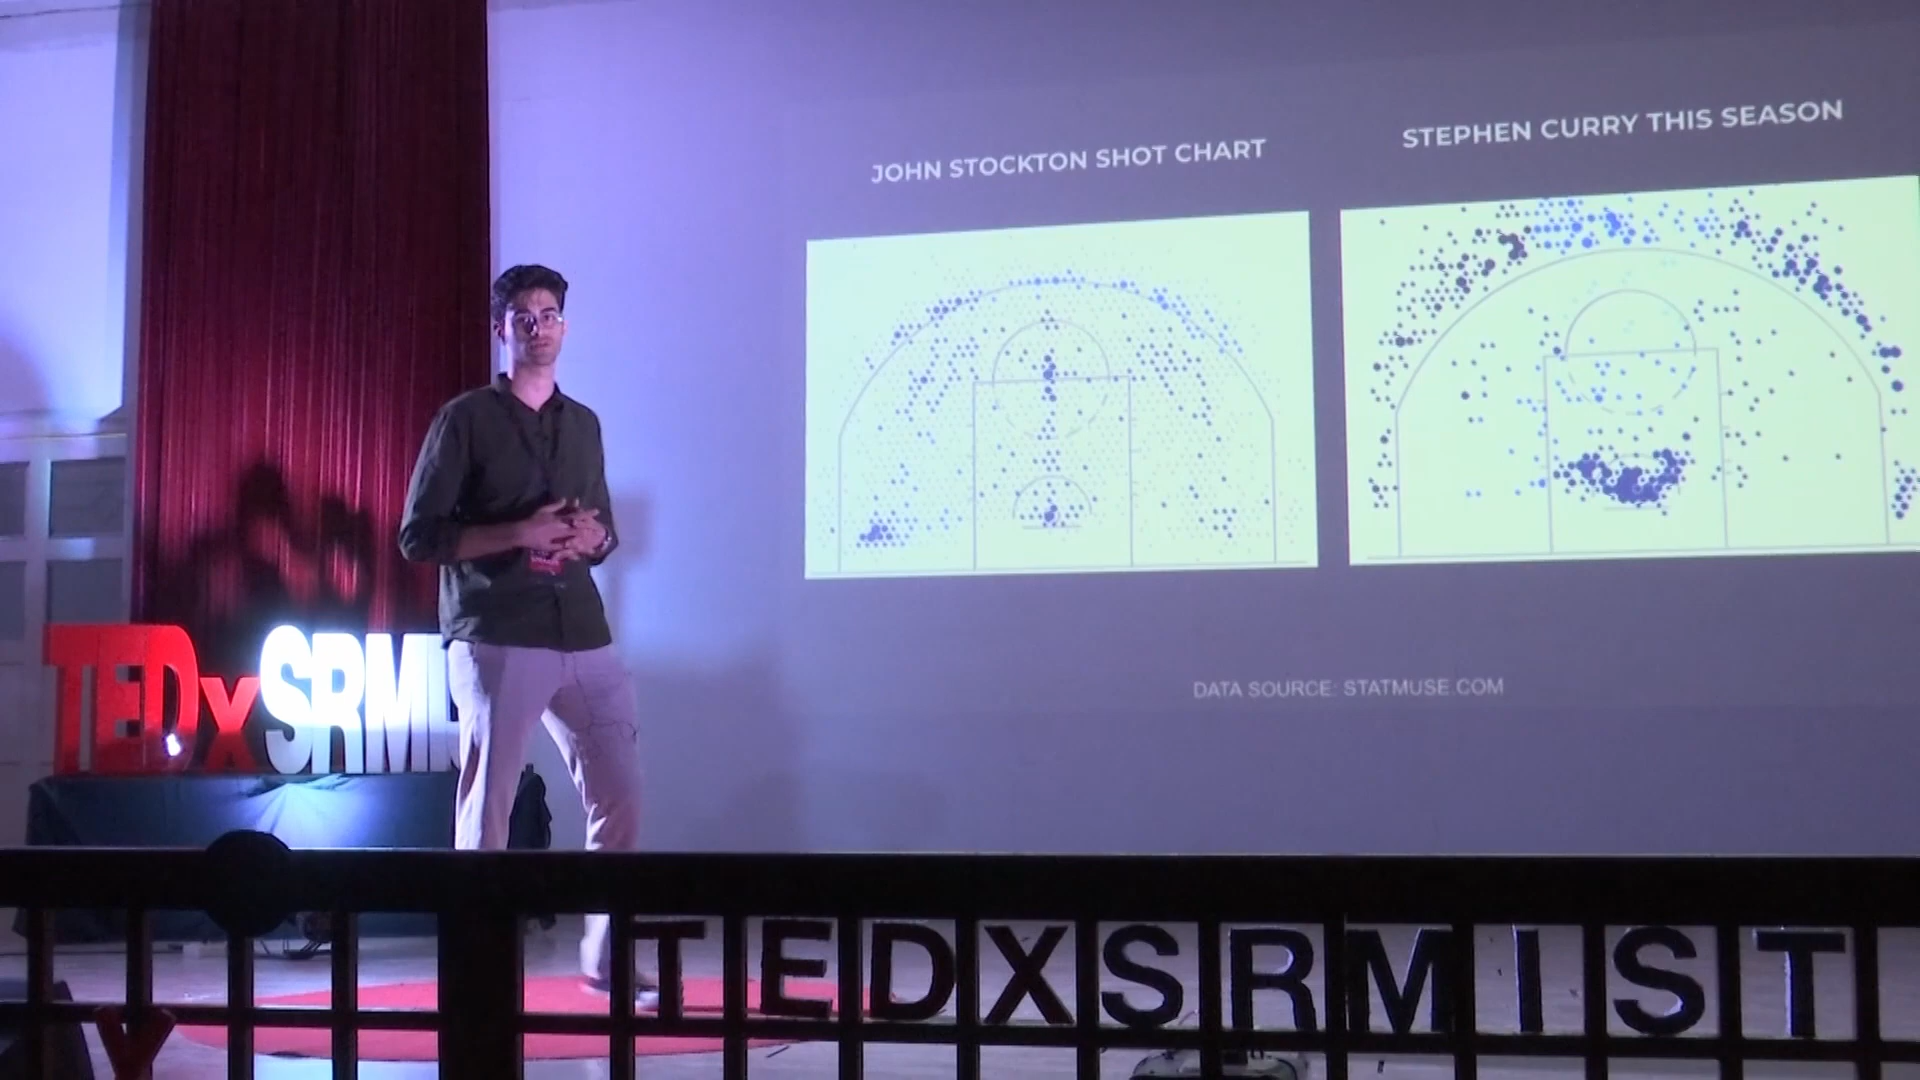 STEPHEN CURRY THIS SEASON
JOHN STOCKTON SHOT CHART
DATA SOURCE: STATMUSE.COM
TEDxSRMI
TEDXSRMIST